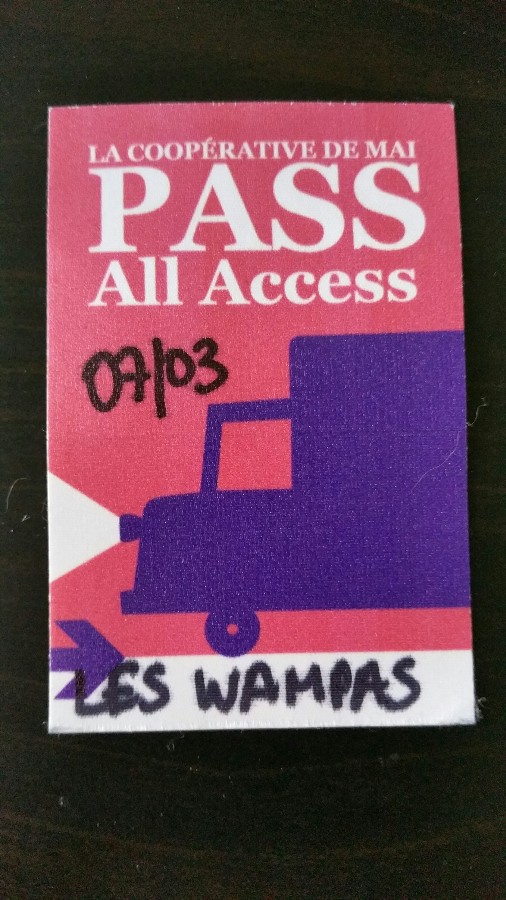 LA COOPÉRATIVE DE MAI
PASS
All Access
07/03
LES WAMPAS